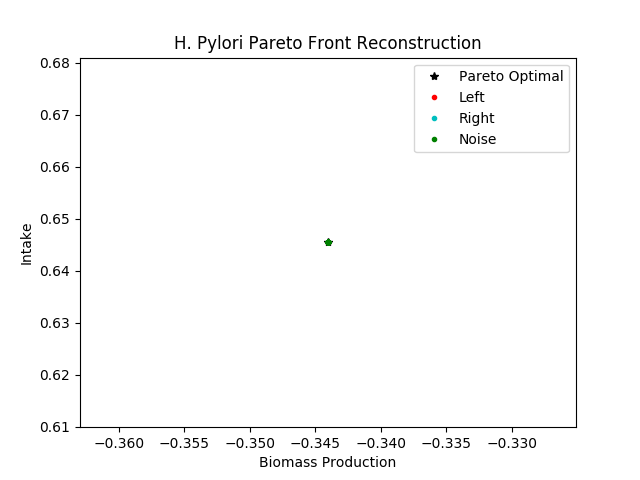 H. Pylori Pareto Front Reconstruction
Pareto Optimal
Left
Right
Noise
0.68
0.67
0.66
0.65
0.64
0.63
0.62
0.61
Intake
−0.360
−0.355
−0.350
−0.345
−0.340
−0.335
−0.330
Biomass Production